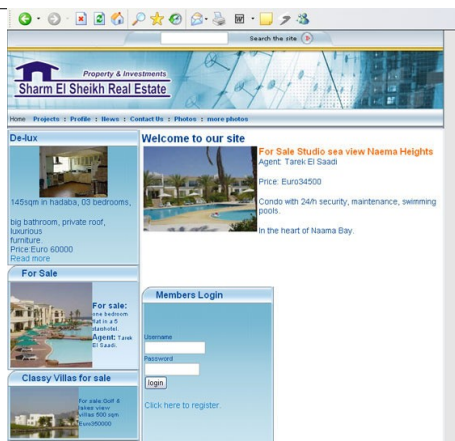 Search the site
Property & Investments
Sharm El Sheikh Real Estate
Home Projects : Profile : News : Contact Us : Photos : more photos
De-lux
145sqm in hadaba, 03 bedrooms,
big bathroom, private roof,
luxurious
furniture.
Price:Euro 60000
Read more
For Sale
For sale:
one bedroom
flat in a 5
starhotel.
Agent: Tarek
El Saadi.
Classy Villas for sale
For sale Golf &
lakes view
villas 500 sqm
Euro350000
Welcome to our site
For Sale Studio sea view Naema Heights
Agent: Tarek El Saadi
Price: Euro34500
Condo with 24/h security, maintenance, swimming
pools.
In the heart of Naama Bay.
Members Login
Username
Password
login
Click here to register.